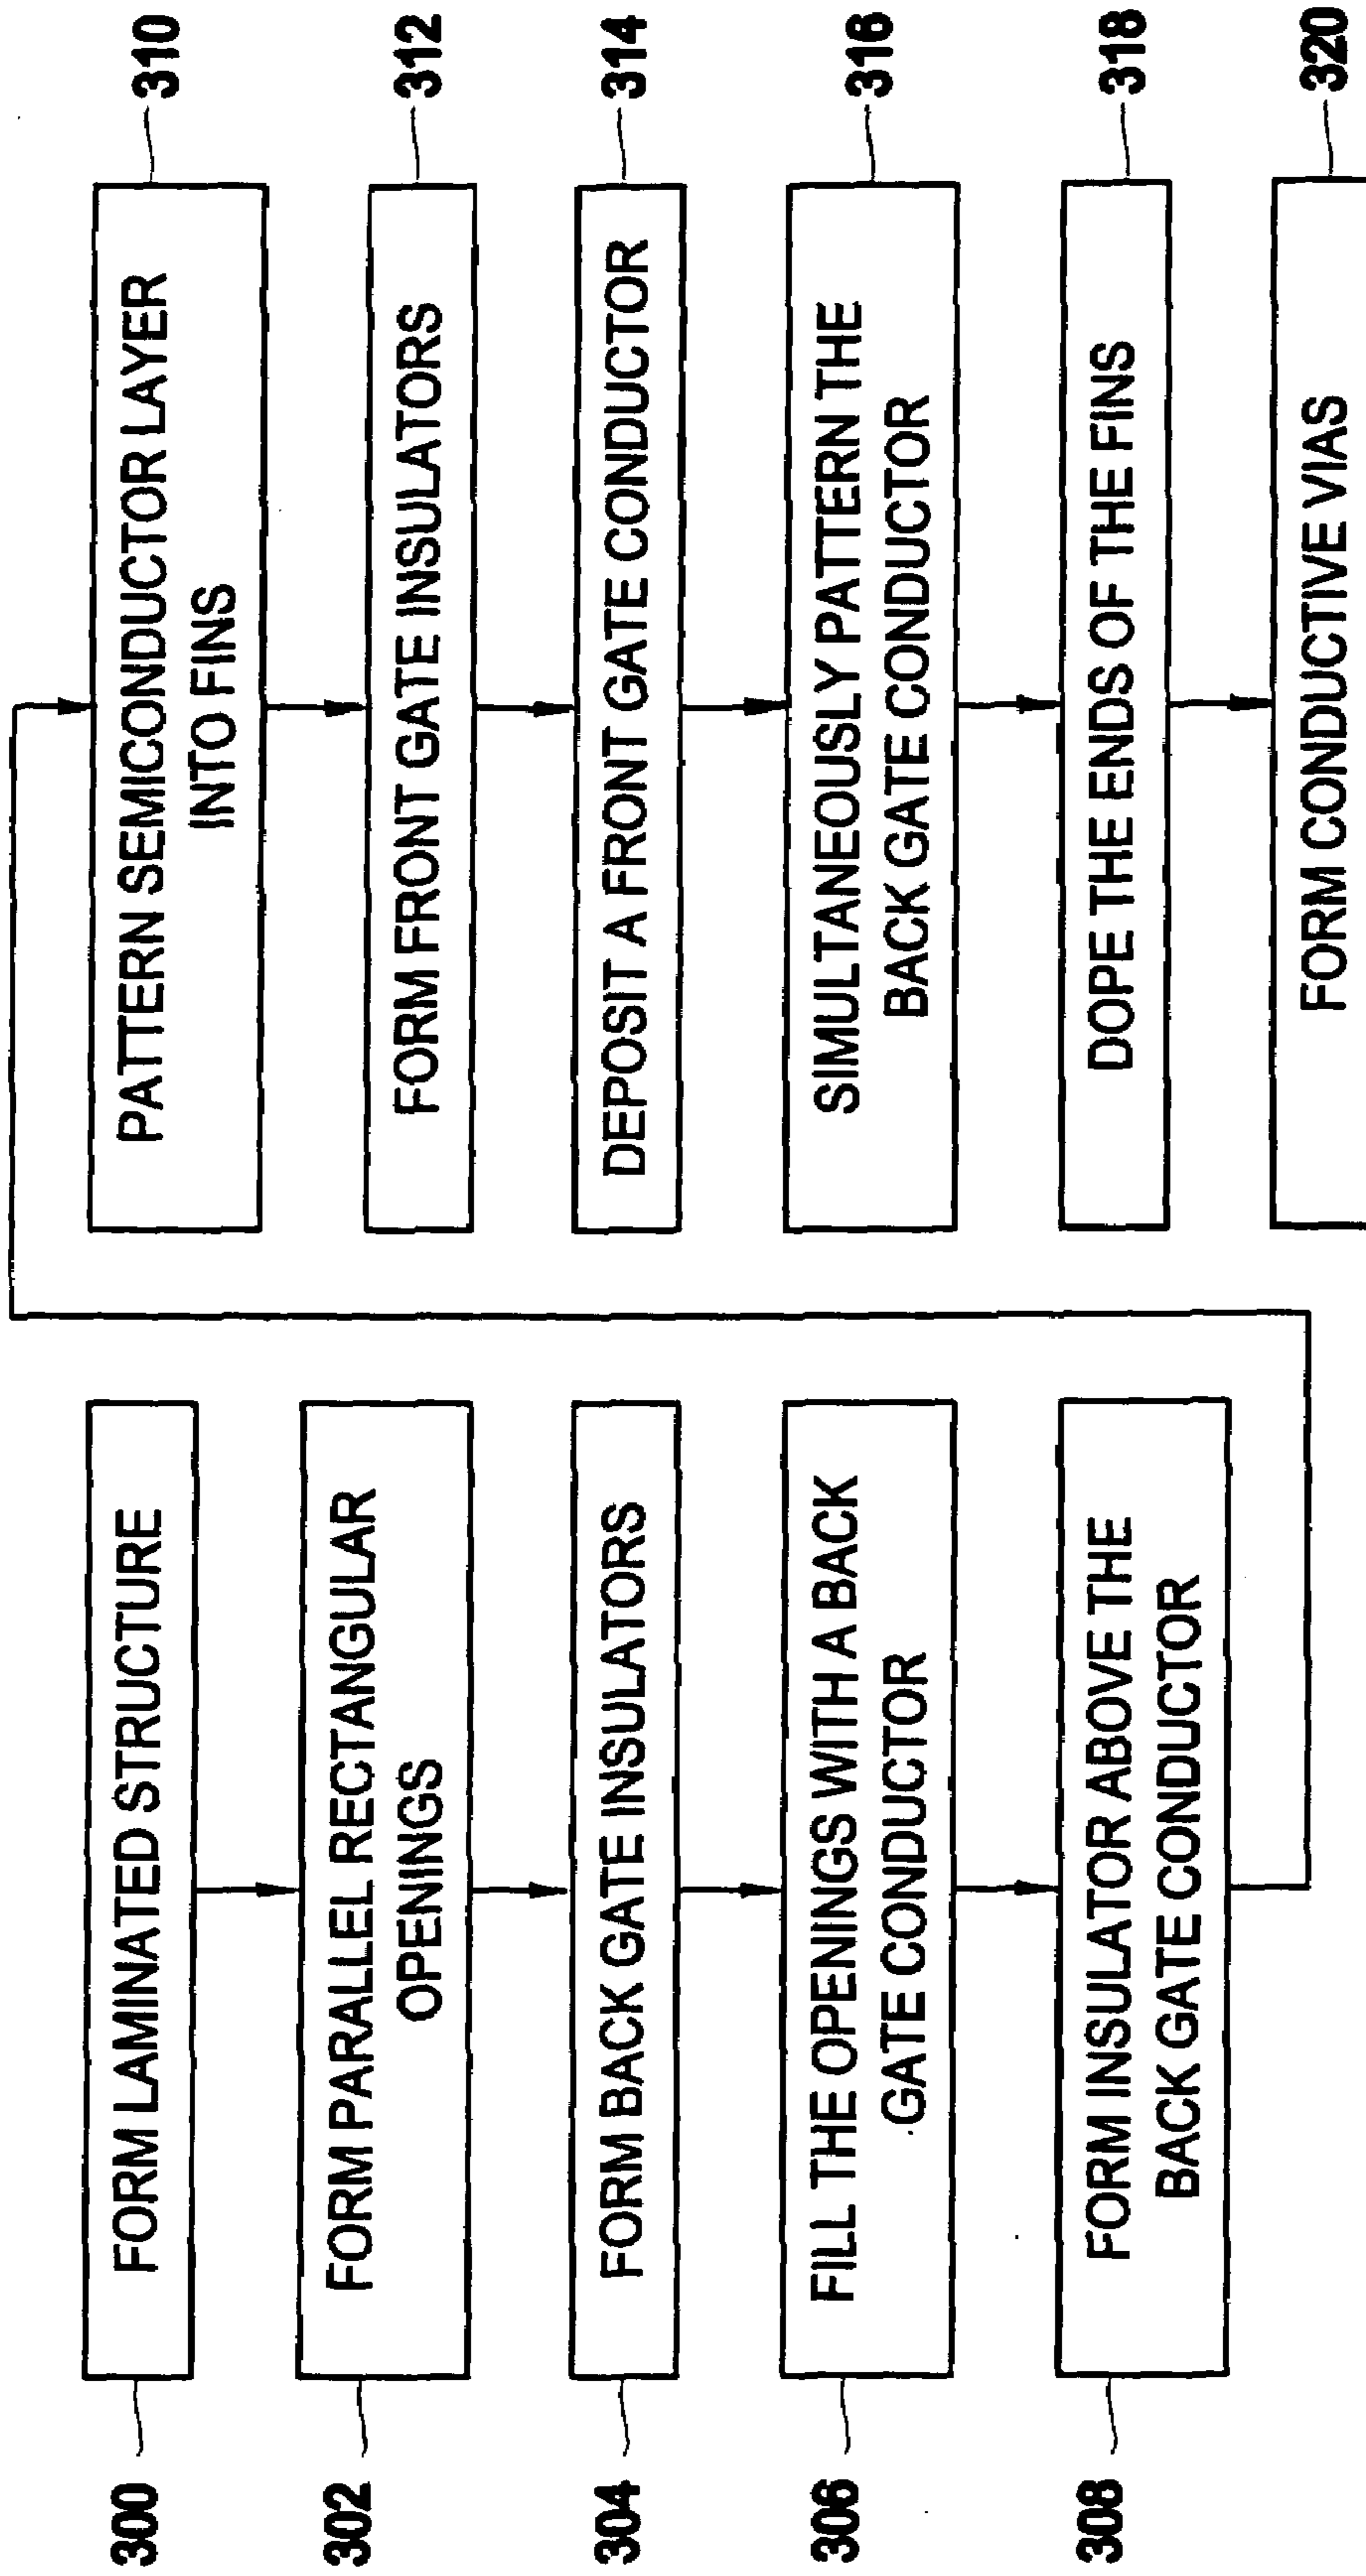 300
FORM LAMINATED STRUCTURE
302
FORM PARALLEL RECTANGULAR
OPENINGS
304
FORM BACK GATE INSULATORS
306
FILL THE OPENINGS WITH A BACK
GATE CONDUCTOR
308
FORM INSULATOR ABOVE THE
BACK GATE CONDUCTOR
PATTERN SEMICONDUCTOR LAYER
INTO FINS
310
FORM FRONT GATE INSULATORS
312
DEPOSIT A FRONT GATE CONDUCTOR
314
SIMULTANEOUSLY PATTERN THE
BACK GATE CONDUCTOR
316
DOPE THE ENDS OF THE FINS
318
FORM CONDUCTIVE VIAS
320